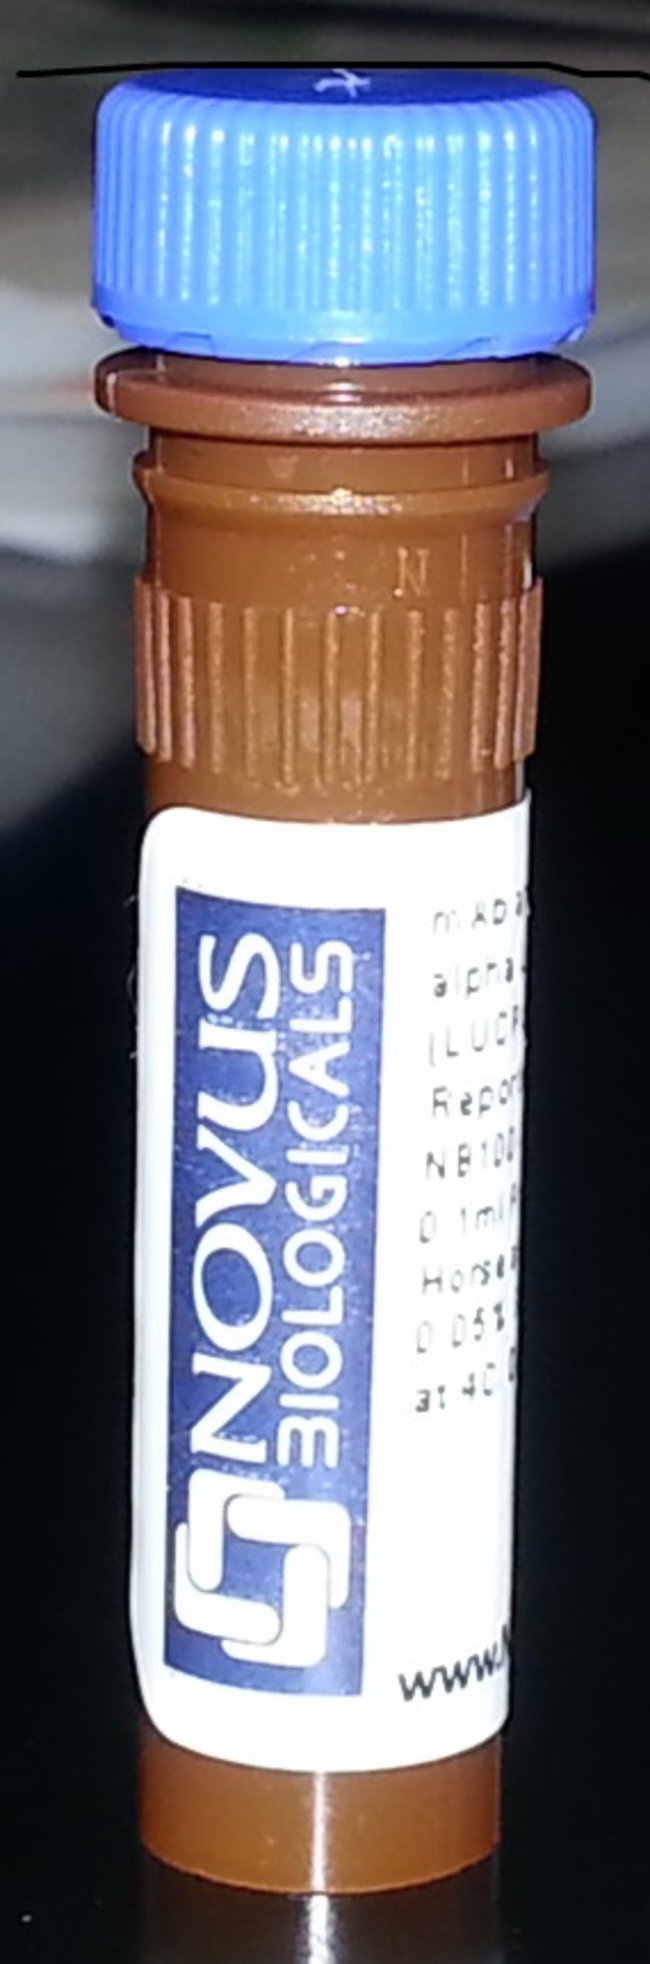 N
NOVUS
BIOLOGICALS
mAb a
alpha-
(LUCR
Repor
NB100
0.1ml
Horse
0.05%
at 4C
www.